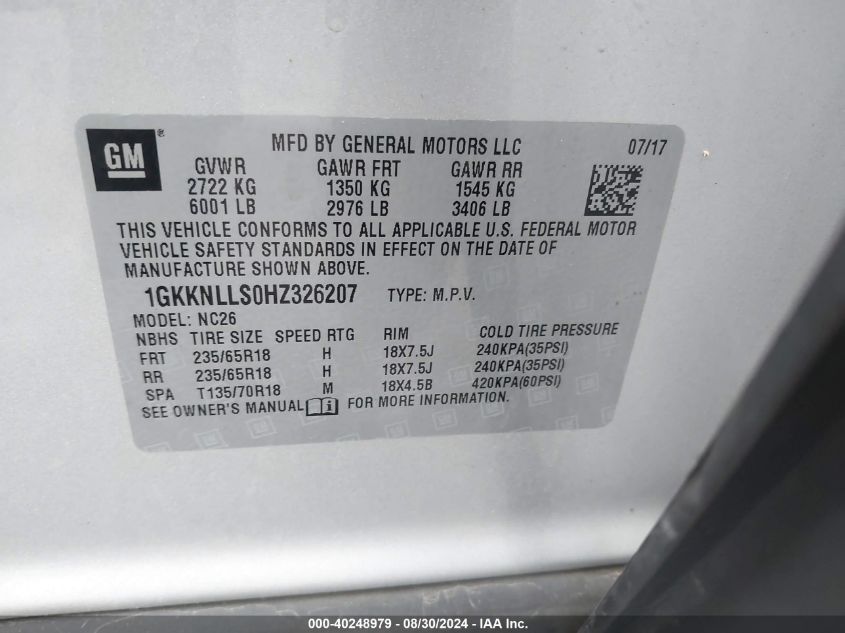 GM ®
MFD BY GENERAL MOTORS LLC 07/17
GVWR GAWR FRT GAWR RR
2722 KG 1350 KG 1545 KG
6001 LB 2976 LB 3406 LB
THIS VEHICLE CONFORMS TO ALL APPLICABLE U.S. FEDERAL MOTOR
VEHICLE SAFETY STANDARDS IN EFFECT ON THE DATE OF
MANUFACTURE SHOWN ABOVE.
1GKKNLLS0HZ326207 TYPE: M.P.V.
MODEL: NC26
NBHS TIRE SIZE SPEED RTG RIM COLD TIRE PRESSURE
FRT 235/65R18 H 18X7.5J 240KPA(35PSI)
RR 235/65R18 H 18X7.5J 240KPA(35PSI)
SPA T135/70R18 M 18X4.5B 420KPA(60PSI)
SEE OWNER'S MANUAL i FOR MORE INFORMATION.
000-40248979 - 08/30/2024 - IAA Inc.